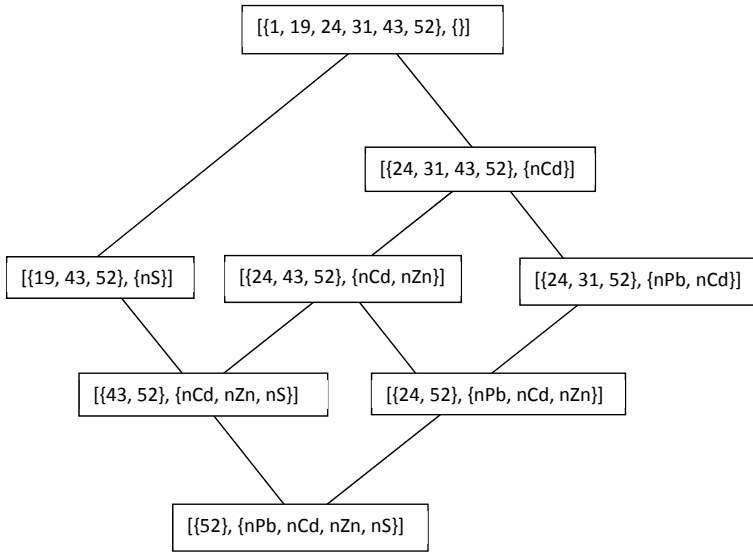 [{1, 19, 24, 31, 43, 52}, {}]
[{24, 31, 43, 52}, {nCd}]
[{19, 43, 52}, {nS}]
[{24, 43, 52}, {nCd, nZn}]
[{24, 31, 52}, {nPb, nCd}]
[{43, 52}, {nCd, nZn, nS}]
[{24, 52}, {nPb, nCd, nZn}]
[{52}, {nPb, nCd, nZn, nS}]